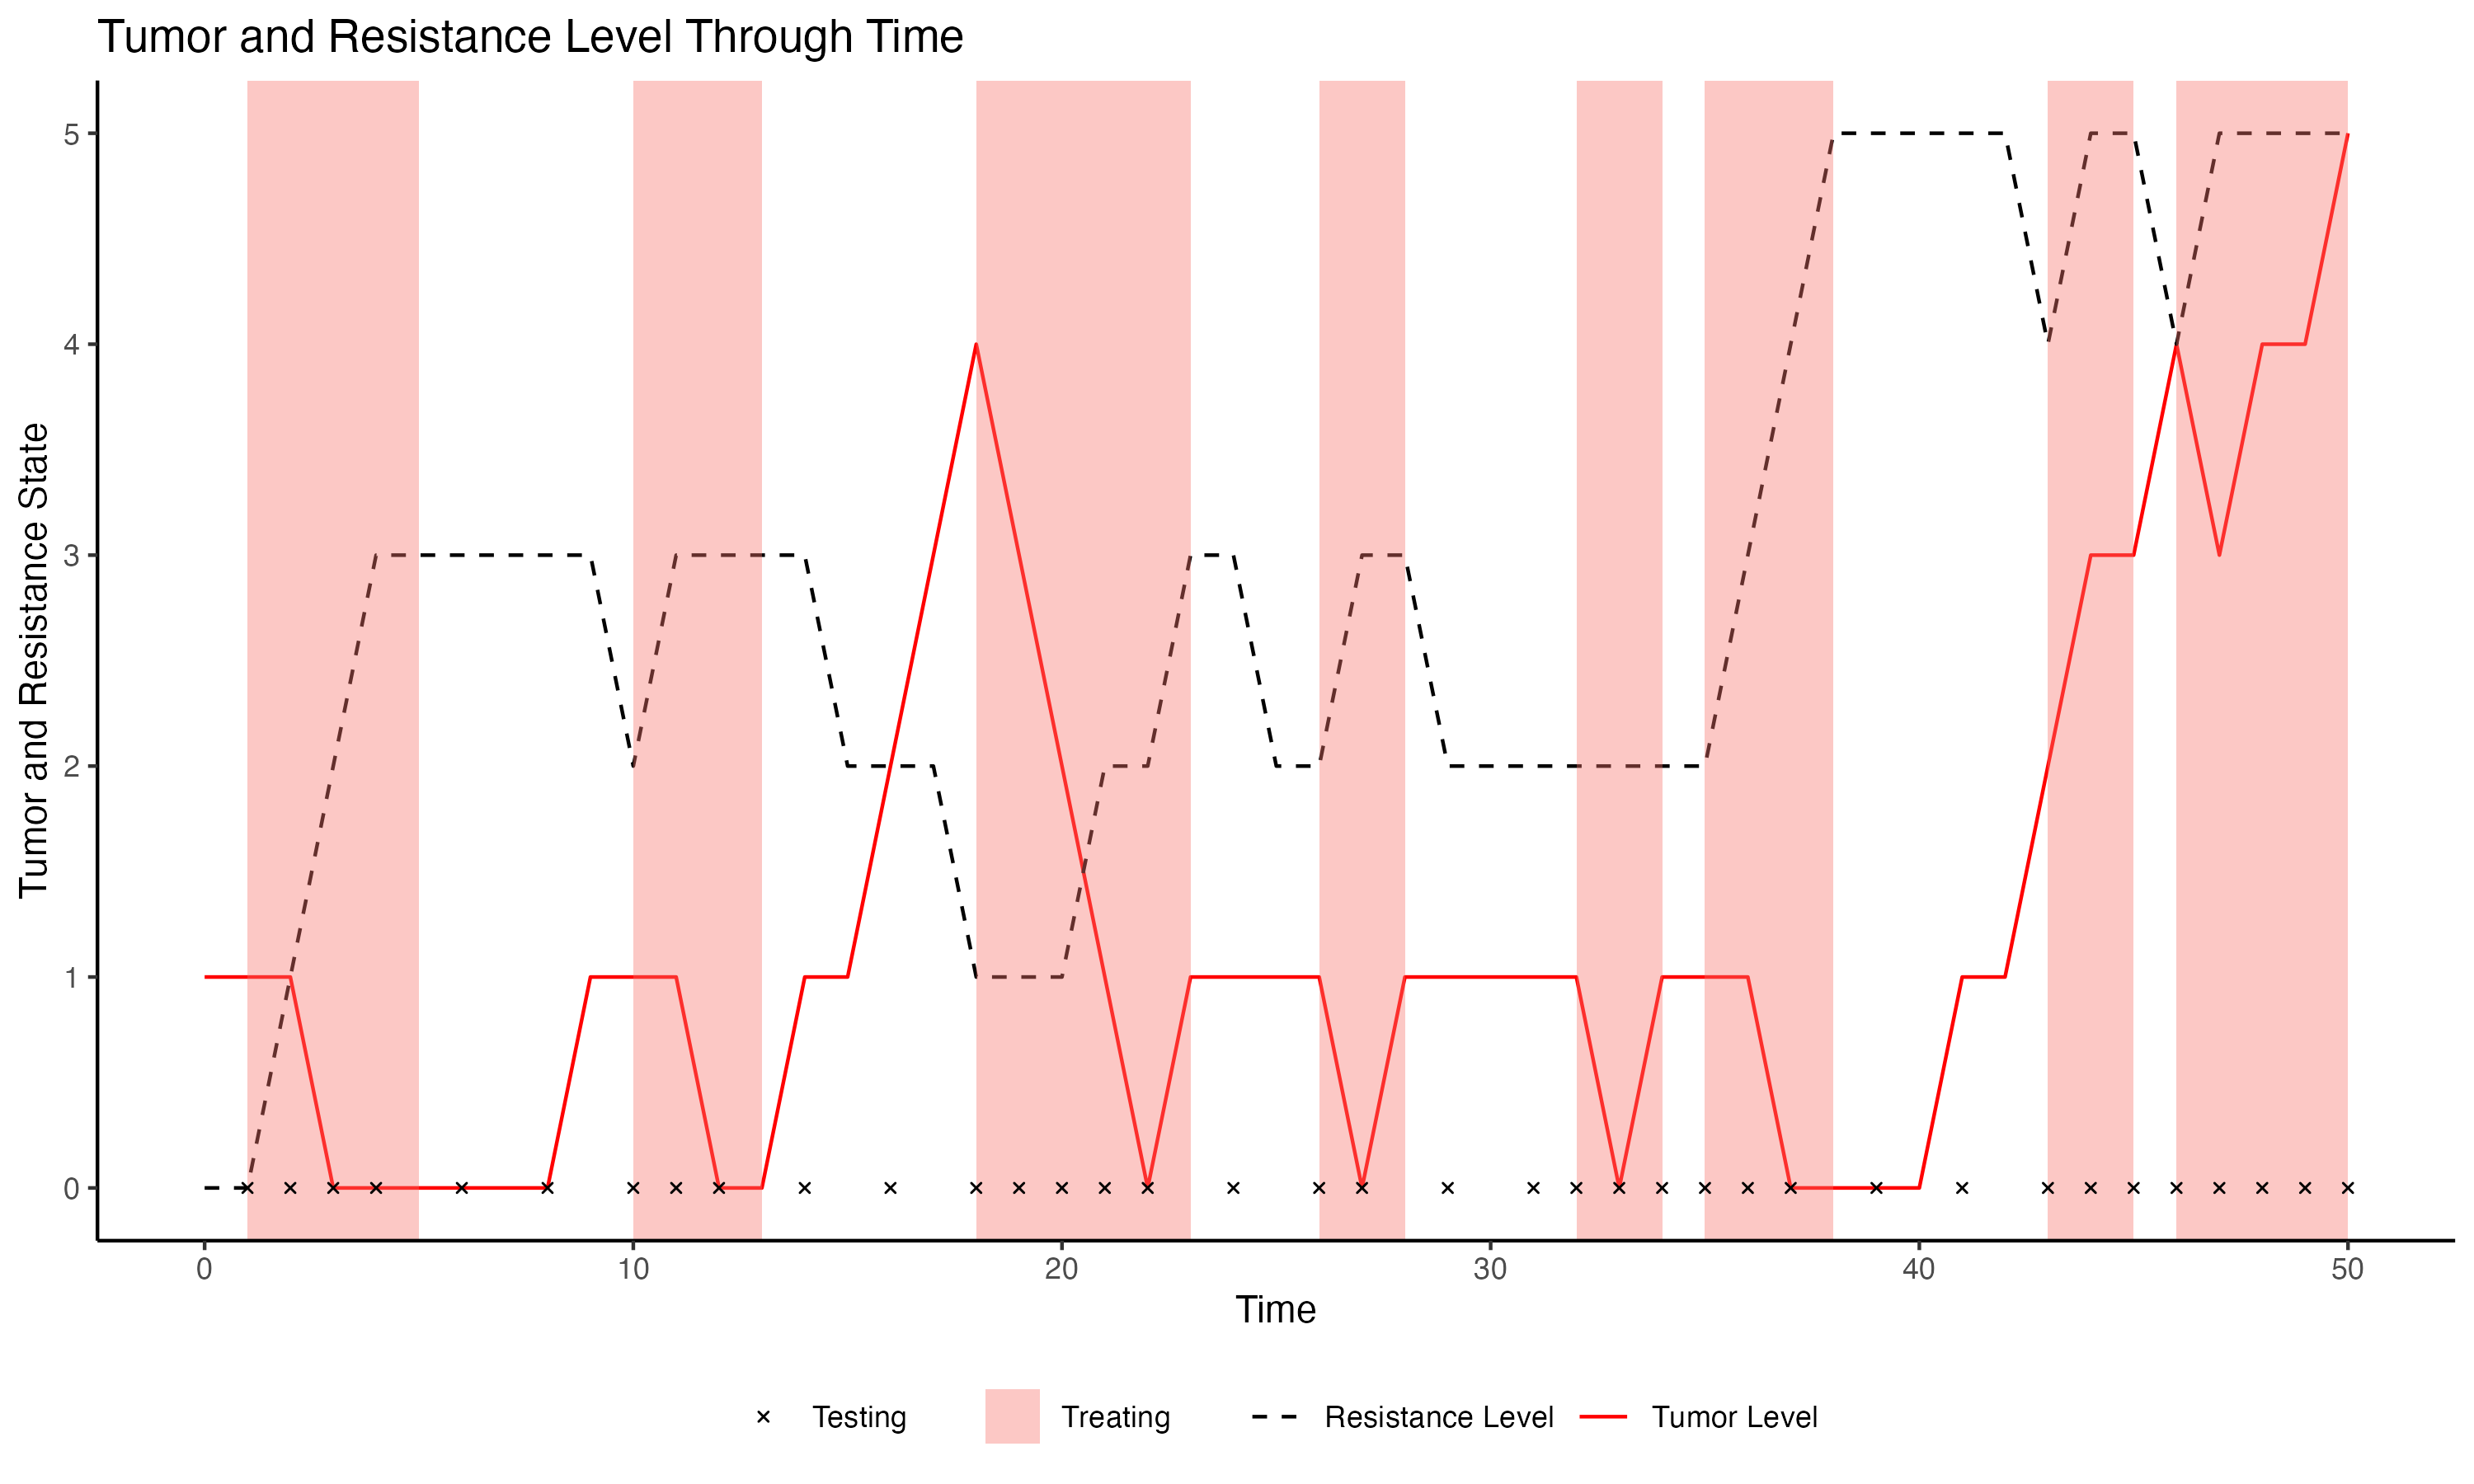 Tumor and Resistance Level Through Time
Tumor and Resistance State
5
4
3
2
1
0
0 10 20 30 40 50
Time
Testing Treating Resistance Level Tumor Level